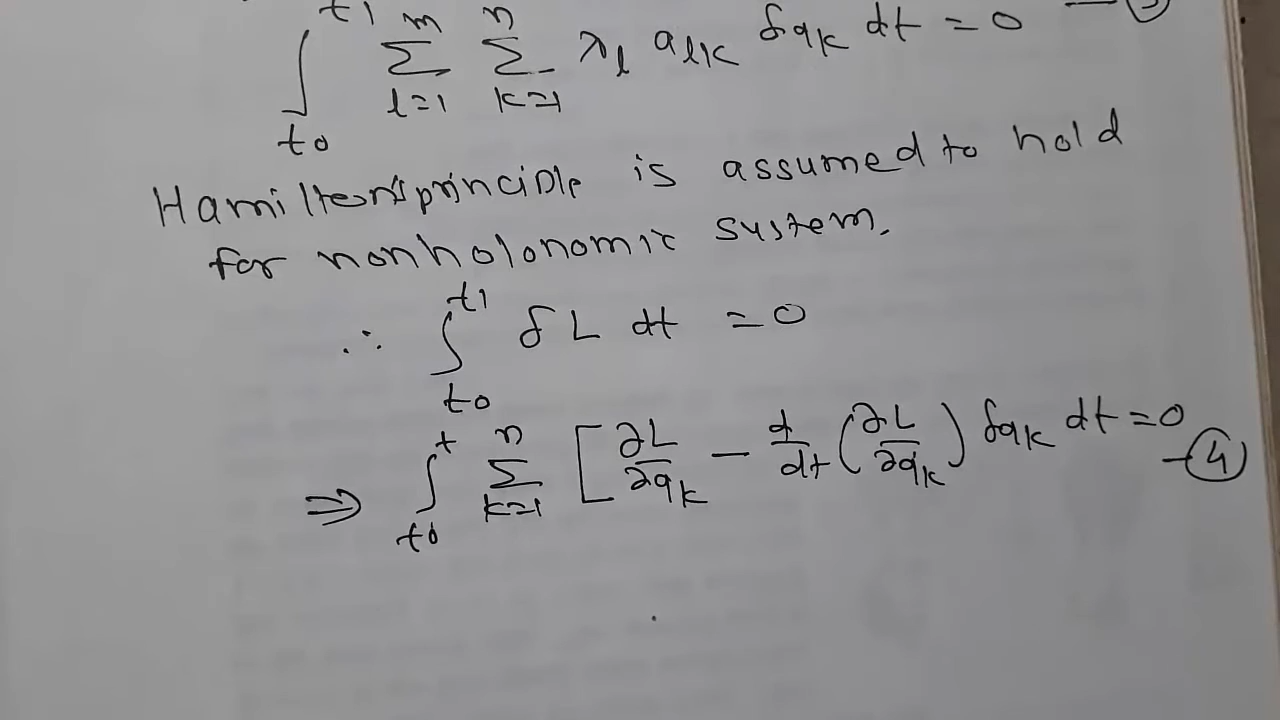 ∫_{t0}^{t1} Σ_{l=1}^{m} Σ_{k=1}^{n} λ_l a_{lk} δq_k dt = 0
Hamilton's principle is assumed to hold
for nonholonomic system.
∴ ∫_{t0}^{t1} δL dt = 0
⇒ ∫_{t0}^{t} Σ_{k=1}^{n} [ ∂L/∂q_k − d/dt (∂L/∂q_k) δq_k dt = 0 —(4)